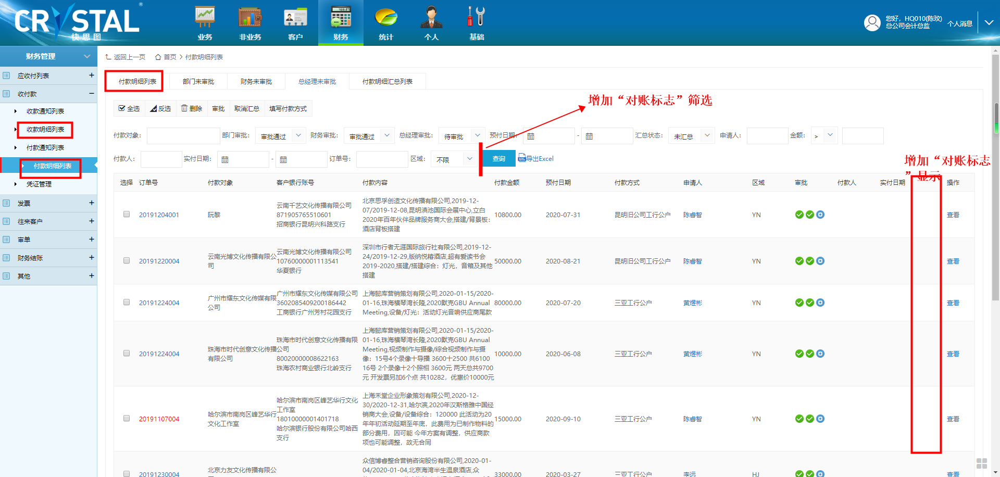 CRYSTAL ®
快思图
业务 非业务 客户 财务 统计 个人 基础
您好，HQ010(陈玟)
总公司会计总监
个人消息
财务管理
应收付列表 +
收付款 −
收款通知列表
收款明细列表
付款通知列表
付款明细列表
凭证管理
发票 +
往来客户 +
审单 +
财务结账 +
其他 +
返回上一页 首页 > 付款明细列表
付款明细列表 部门未审批 财务未审批 总经理未审批 付款明细汇总列表
增加“对账标志”筛选
全选 反选 删除 审批 取消汇总 填写付款方式
付款对象： 部门审批： 审批通过 财务审批： 审批通过 总经理审批： 待审批 预付日期： - 汇总状态： 未汇总 申请人： 金额： >
付款人： 实付日期： - 订单号： 区域： 不限 查询 导出Excel
增加“对账标志
”显示
选择 订单号 付款对象 客户银行账号 付款内容 付款金额 预付日期 付款方式 申请人 区域 审批 付款人 实付日期 操作
20191204001 阮黎
云南千艺文化传播有限公司
871905765510601
招商银行昆明兴科路支行
北京思孚创造文化传播有限公司,2019-12-
07/2019-12-08,昆明滇池国际会展中心,立白
2020年百年伙伴品牌服务商大会,搭建/背景板：
酒店背板搭建
10800.00 2020-07-31 昆明旧公司工行公户 陈睿智 YN 查看
20191220004
云南光博文化传播有限公
司
云南光博文化传播有限公司
10760000001113541
华夏银行
深圳市行者无涯国际旅行社有限公司,2019-12-
24/2019-12-29,版纳悦椿酒店,超有爱读书会
2019-2020,搭建/搭建综合：灯光，音箱及其他
搭建
50000.00 2020-08-21 昆明旧公司工行公户 陈睿智 YN 查看
20191224004
广州市耀东文化传媒有限
公司
广州市耀东文化传媒有限公司
3602085409200186442
工商银行广州芳村花园支行
上海懿库营销策划有限公司,2020-01-15/2020-
01-16,珠海横琴湾长隆,2020默克GBU Annual
Meeting,设备/灯光：活动灯光音响供应商尾款
80000.00 2020-07-20 三亚工行公户 黄煜彬 YN 查看
20191224004
珠海市时代创意文化传播
有限公司
珠海市时代创意文化传播有限
公司
80020000008622163
珠海农村商业银行北岭支行
上海懿库营销策划有限公司,2020-01-15/2020-
01-16,珠海横琴湾长隆,2020默克GBU Annual
Meeting,视频制作与摄像/综合视频制作与摄
像：15号4个录像十导播 3600十2500 共6100
16号 2个录像十2个照相 3600元 两天总共9700
元 开发票另加6个点 共10282，优惠价10000元
10000.00 2020-06-08 三亚工行公户 黄煜彬 YN 查看
20191107004
哈尔滨市南岗区峰艺华行
文化工作室
哈尔滨市南岗区峰艺华行文化
工作室
18010000001401718
哈尔滨银行股份有限公司哈西
支行
上海禾堂企业形象策划有限公司,2020-12-
30/2020-12-31,哈尔滨,2020年汉斯格雅中国经
销商大会,设备/设备综合：120000 此活动为20
年年初活动延期至年底，此费用为已制作物料的
部分费用，因可能 今年方案有调整，供应商款
项也可能调整，故无合同
15000.00 2020-09-10 三亚工行公户 陈睿智 YN 查看
20191230004
北京力友文化传播有限公
众信博睿整合营销咨询股份有限公司,2020-01-
04/2020-01-04,北京海湾半生温泉酒店,众
33000.00 2020-03-27 三亚工行公户 李远 HJ 查看